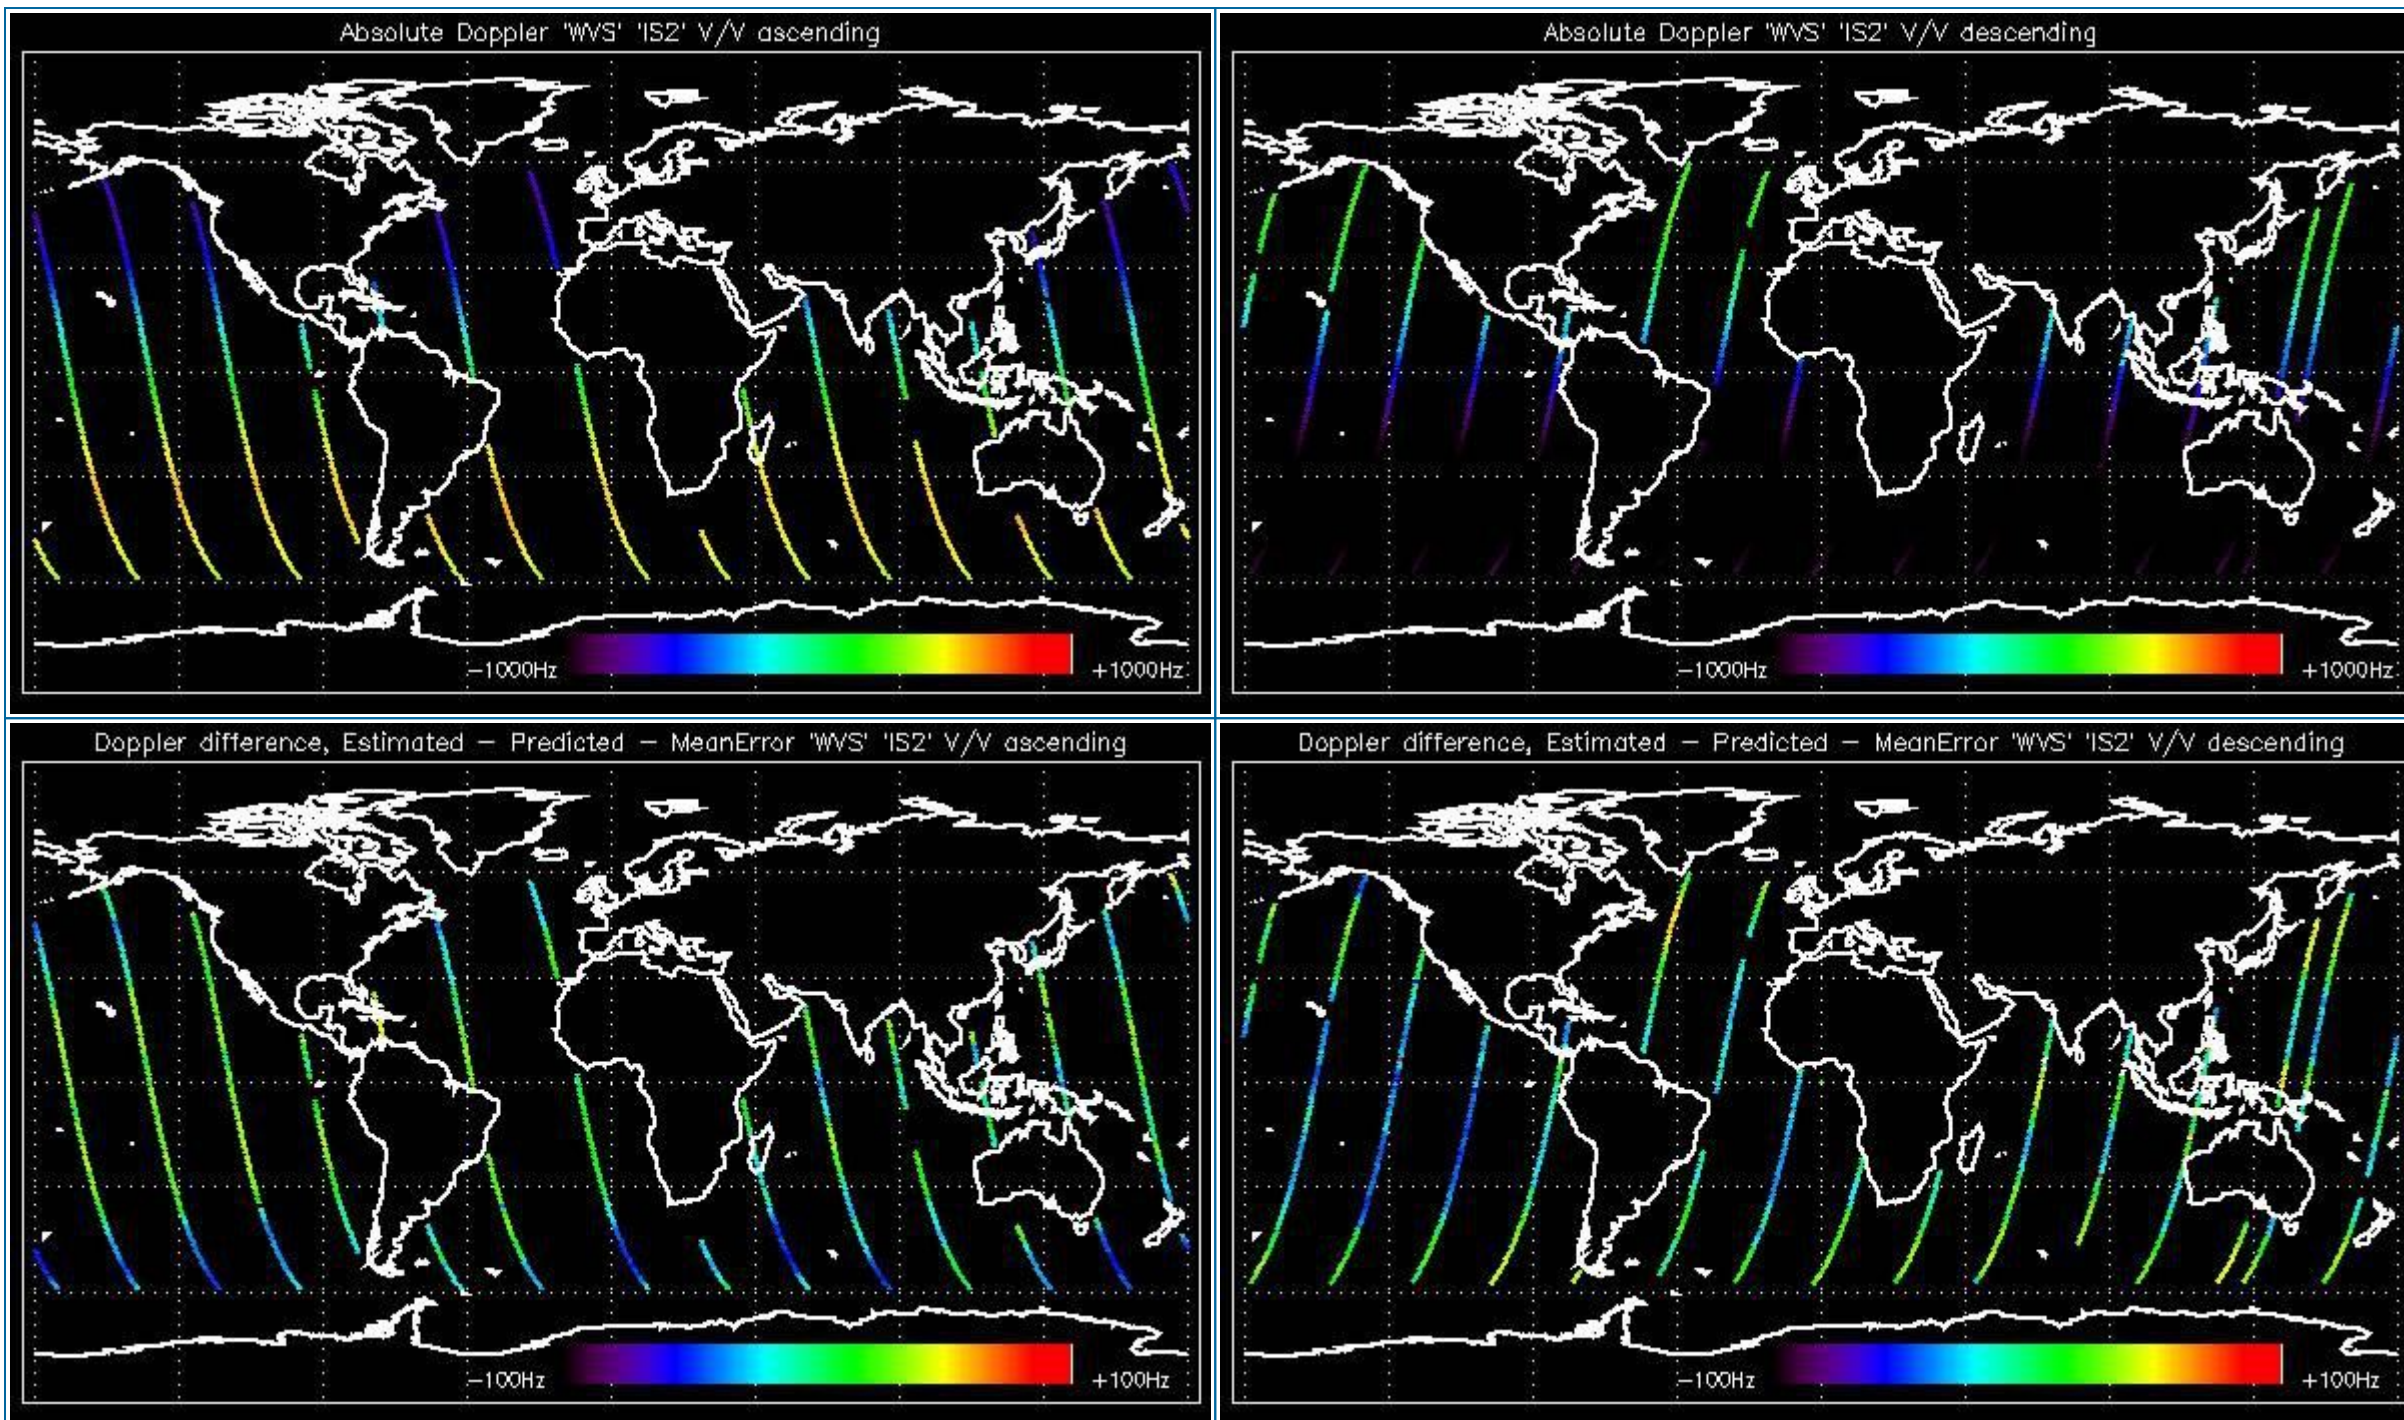 Absolute Doppler 'WVS' 'IS2' V/V ascending
-1000Hz
+1000Hz
Absolute Doppler 'WVS' 'IS2' V/V descending
-1000Hz
+1000Hz
Doppler difference, Estimated - Predicted - MeanError 'WVS' 'IS2' V/V ascending
-100Hz
+100Hz
Doppler difference, Estimated - Predicted - MeanError 'WVS' 'IS2' V/V descending
-100Hz
+100Hz